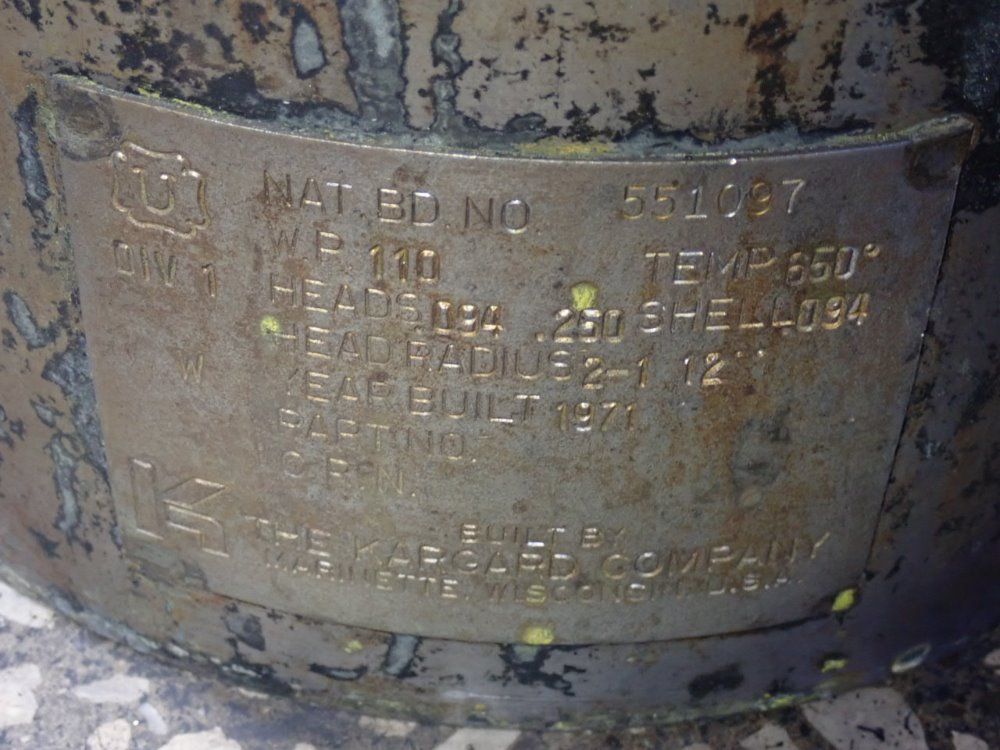 U NAT. BD. NO. 551097
DIV 1 W.P. 110 TEMP 650°
HEADS .094 .250 SHELL .094
HEAD RADIUS 2-1 12"
W YEAR BUILT 1971
PART NO.
C.R.N.
K
BUILT BY
THE KARGARD COMPANY
MARINETTE, WISCONSIN, U.S.A.